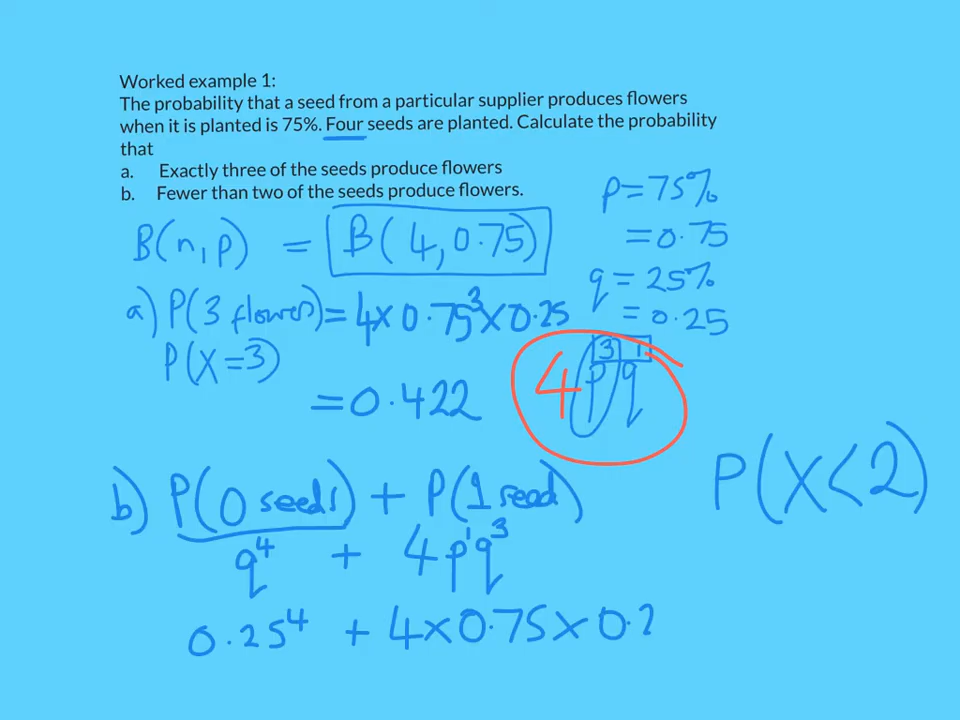 Worked example 1:
The probability that a seed from a particular supplier produces flowers
when it is planted is 75%. Four seeds are planted. Calculate the probability
that
a. Exactly three of the seeds produce flowers
b. Fewer than two of the seeds produce flowers.
p = 75%
= 0.75
q = 25%
= 0.25
B(n, p) = B(4, 0.75)
a) P(3 flowers) = 4 × 0.75³ × 0.25
P(X = 3)
= 0.422
4 p³ q¹
P(X < 2)
b) P(0 seeds) + P(1 seed)
q⁴ + 4p¹q³
0.25⁴ + 4 × 0.75 × 0.2